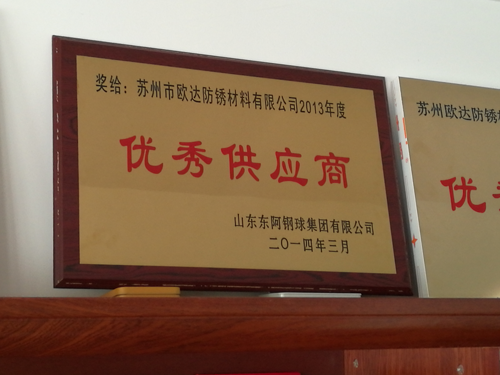 奖给：苏州市欧达防锈材料有限公司2013年度
优秀供应商
山东东阿钢球集团有限公司
二〇一四年三月
苏州欧达防锈
优